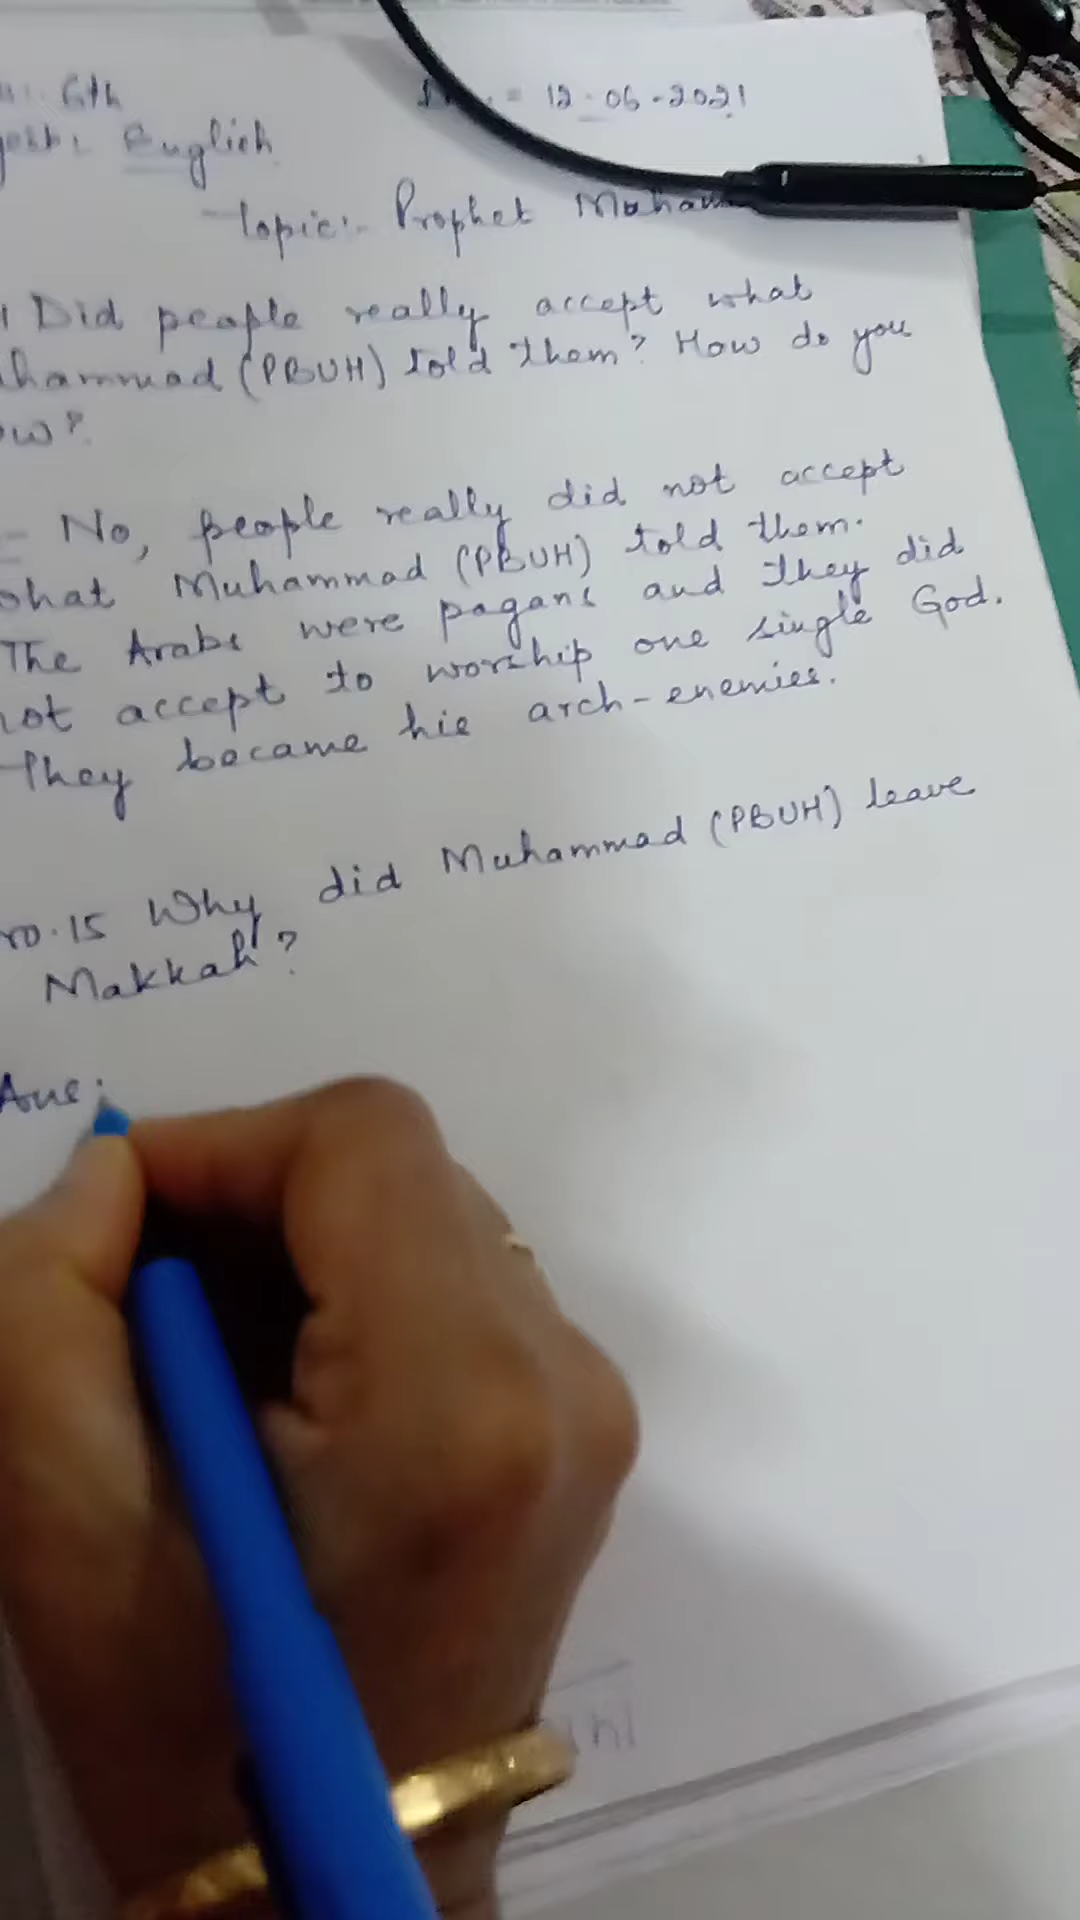 6th
= 12-06-2021
English
Topic:- Prophet
Did people really accept what
(PBUH) told them? How do you
No, people really did not accept
what Muhammad (PBUH) told them.
The Arabs were pagans and they did
not accept to worship one single God.
They became his arch-enemies.
15 Why did Muhammad (PBUH) leave
Makkah?
Ans: